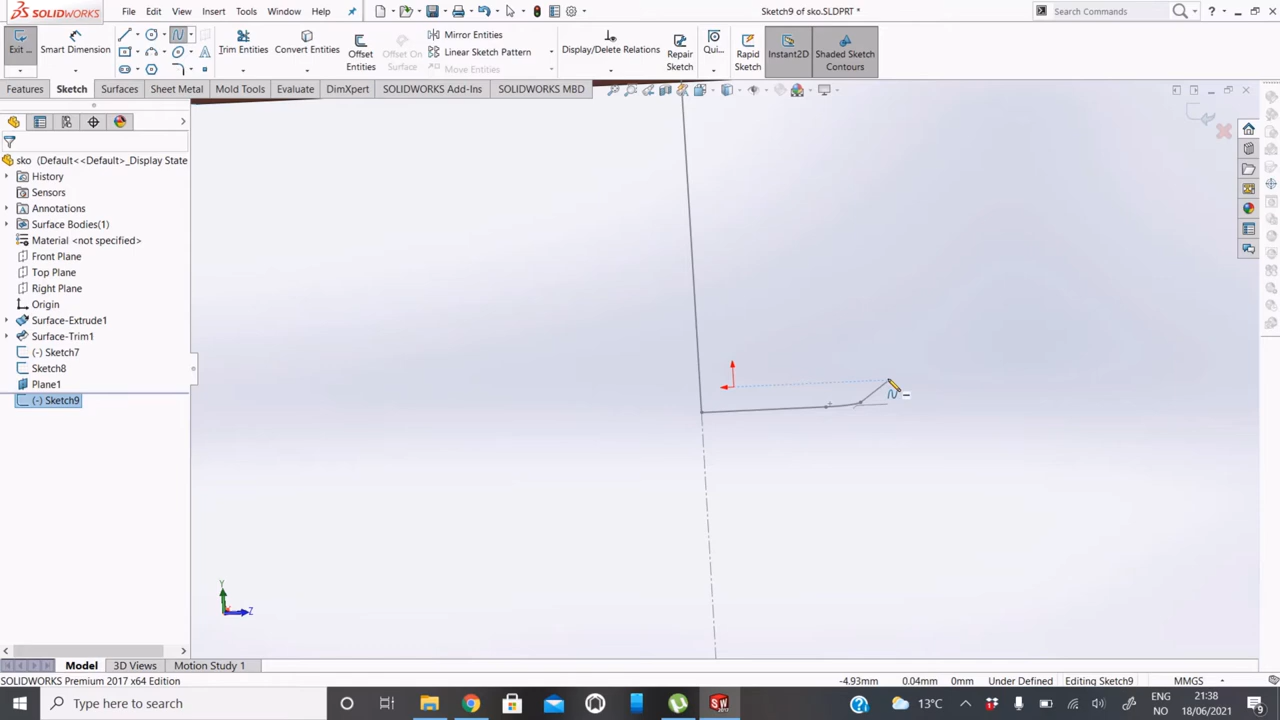 SOLIDWORKS
File Edit View Insert Tools Window Help
Sketch9 of sko.SLDPRT *
Search Commands
Exit ...
Smart Dimension
Trim Entities
Convert Entities
Offset Entities
Offset On Surface
Mirror Entities
Linear Sketch Pattern
Move Entities
Display/Delete Relations
Repair Sketch
Qui...
Rapid Sketch
Instant2D
Shaded Sketch Contours
Features Sketch Surfaces Sheet Metal Mold Tools Evaluate DimXpert SOLIDWORKS Add-Ins SOLIDWORKS MBD
sko (Default<<Default>_Display State
History
Sensors
Annotations
Surface Bodies(1)
Material <not specified>
Front Plane
Top Plane
Right Plane
Origin
Surface-Extrude1
Surface-Trim1
(-) Sketch7
Sketch8
Plane1
(-) Sketch9
Y
Z
Model 3D Views Motion Study 1
SOLIDWORKS Premium 2017 x64 Edition
-4.93mm 0.04mm 0mm Under Defined Editing Sketch9 MMGS
Type here to search
13°C
ENG
NO
21:38
18/06/2021